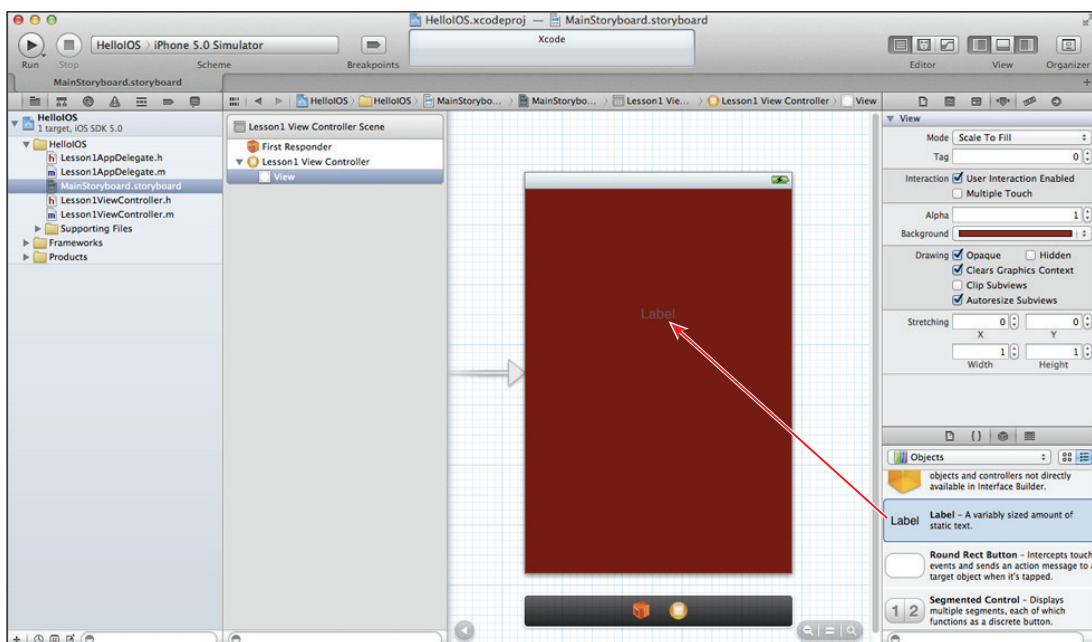 HelloIOS.xcodeproj — MainStoryboard.storyboard
HelloIOS 〉 iPhone 5.0 Simulator
Xcode
Run Stop Scheme Breakpoints Editor View Organizer
MainStoryboard.storyboard
HelloIOS 〉 HelloIOS 〉 MainStorybo... 〉 MainStorybo... 〉 Lesson1 Vie... 〉 Lesson1 View Controller 〉 View
HelloIOS
1 target, iOS SDK 5.0
HelloIOS
Lesson1AppDelegate.h
Lesson1AppDelegate.m
MainStoryboard.storyboard
Lesson1ViewController.h
Lesson1ViewController.m
Supporting Files
Frameworks
Products
Lesson1 View Controller Scene
First Responder
Lesson1 View Controller
View
Label
View
Mode Scale To Fill
Tag 0
Interaction User Interaction Enabled
Multiple Touch
Alpha 1
Background
Drawing Opaque Hidden
Clears Graphics Context
Clip Subviews
Autoresize Subviews
Stretching 0 0
X Y
1 1
Width Height
{}
Objects
objects and controllers not directly
available in Interface Builder.
Label
Label – A variably sized amount of
static text.
Round Rect Button – Intercepts touch
events and sends an action message to a
target object when it's tapped.
1 2
Segmented Control – Displays
multiple segments, each of which
functions as a discrete button.